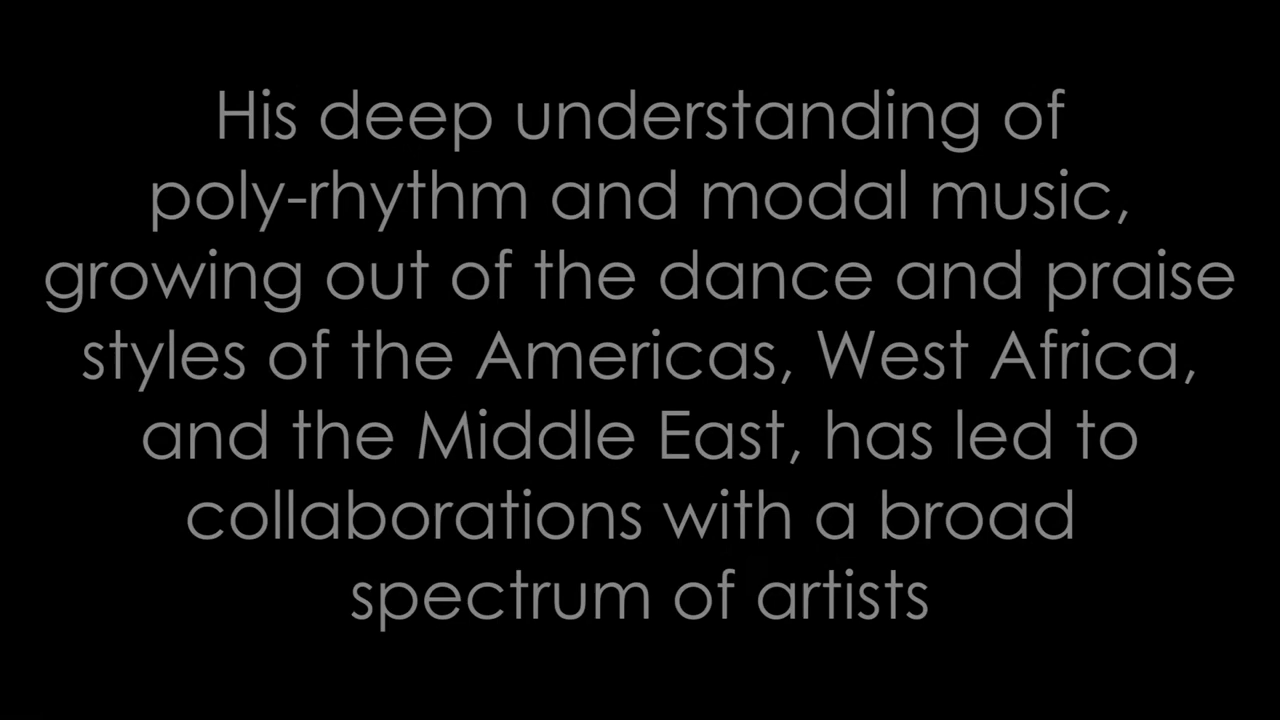 His deep understanding of
poly-rhythm and modal music,
growing out of the dance and praise
styles of the Americas, West Africa,
and the Middle East, has led to
collaborations with a broad
spectrum of artists